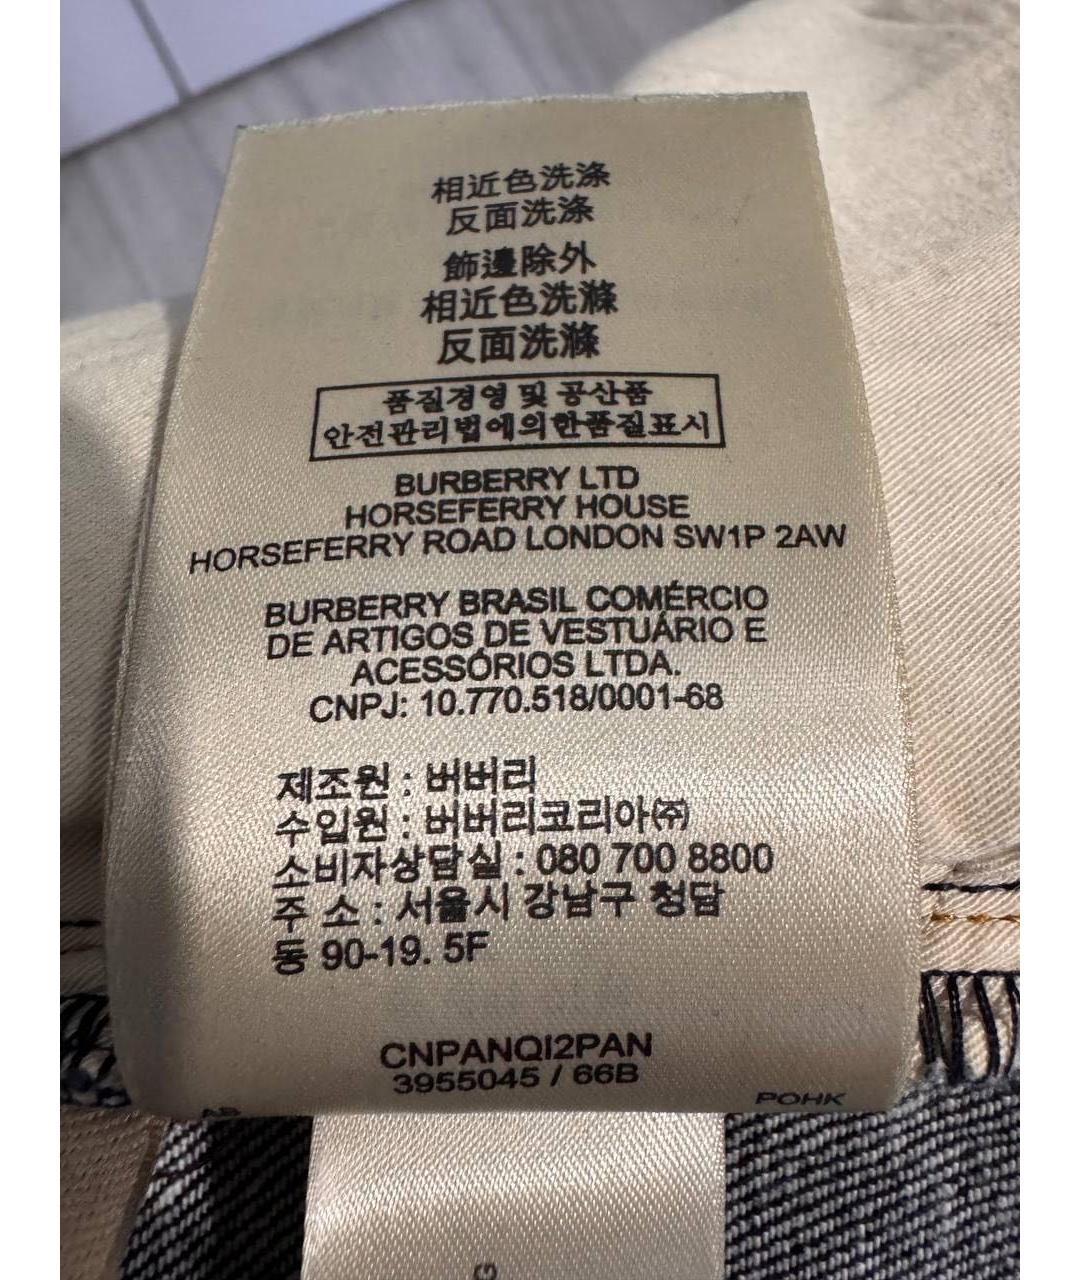 相近色洗涤
反面洗涤
飾邊除外
相近色洗滌
反面洗滌
품질경영 및 공산품
안전관리법에의한품질표시
BURBERRY LTD
HORSEFERRY HOUSE
HORSEFERRY ROAD LONDON SW1P 2AW
BURBERRY BRASIL COMÉRCIO
DE ARTIGOS DE VESTUÁRIO E
ACESSÓRIOS LTDA.
CNPJ: 10.770.518/0001-68
제조원 : 버버리
수입원 : 버버리코리아㈜
소비자상담실 : 080 700 8800
주 소 : 서울시 강남구 청담
동 90-19. 5F
CNPANQI2PAN
3955045 / 66B
POHK
G